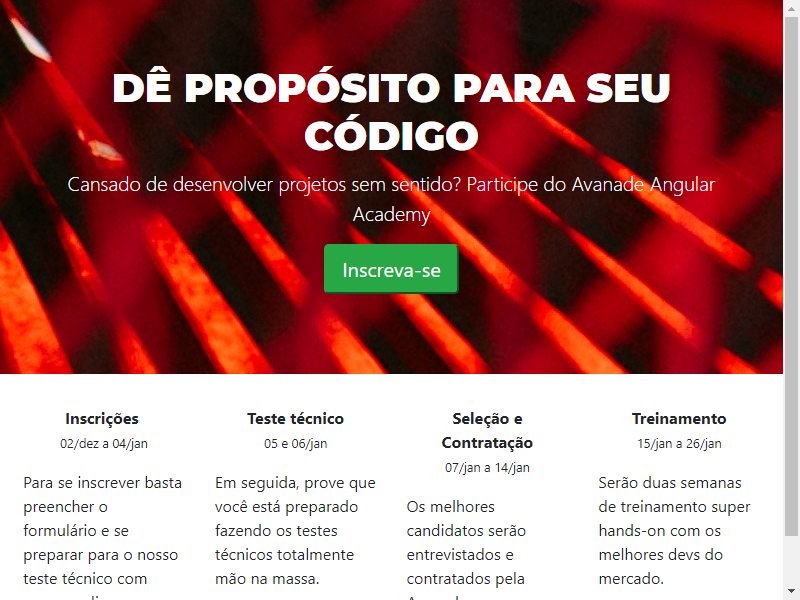 DÊ PROPÓSITO PARA SEU
CÓDIGO
Cansado de desenvolver projetos sem sentido? Participe do Avanade Angular
Academy
Inscreva-se
Inscrições
02/dez a 04/jan
Para se inscrever basta
preencher o
formulário e se
preparar para o nosso
teste técnico com
Teste técnico
05 e 06/jan
Em seguida, prove que
você está preparado
fazendo os testes
técnicos totalmente
mão na massa.
Seleção e
Contratação
07/jan a 14/jan
Os melhores
candidatos serão
entrevistados e
contratados pela
Treinamento
15/jan a 26/jan
Serão duas semanas
de treinamento super
hands-on com os
melhores devs do
mercado.